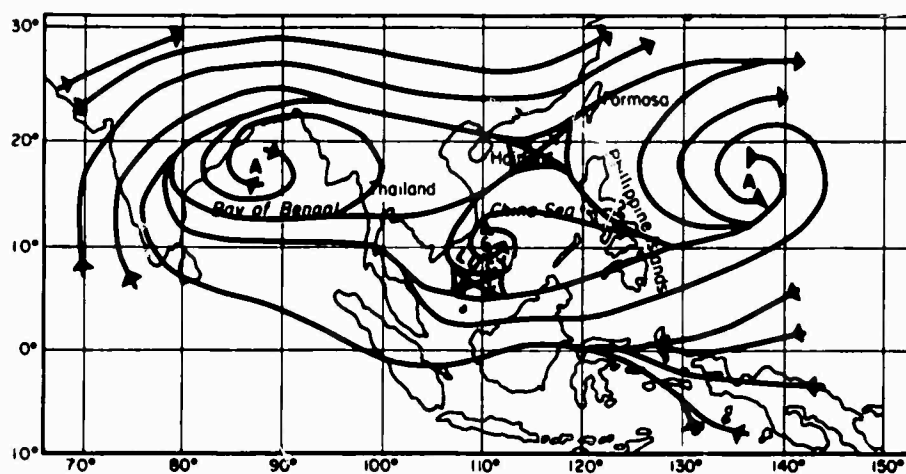 30°
20°
10°
0°
10°
Formosa
Thailand
Bay of Bengal
China Sea
Philippine Islands
70° 80° 90° 100° 110° 120° 130° 140° 150°